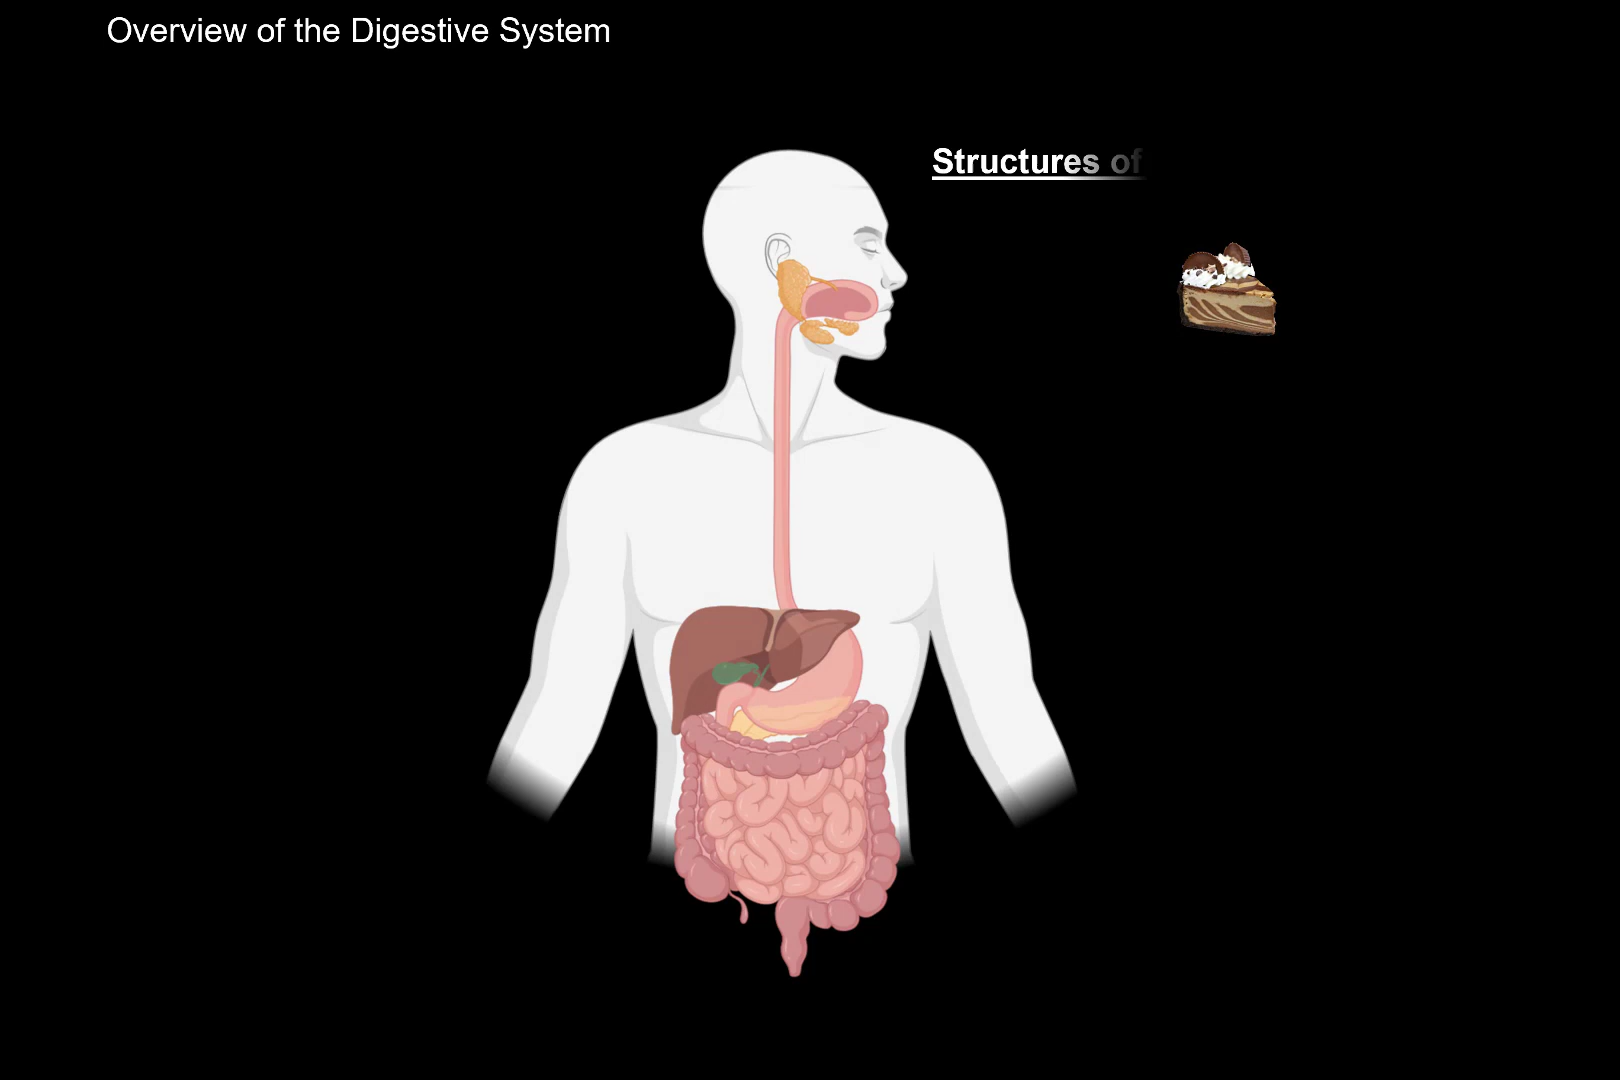 Overview of the Digestive System
Structures of